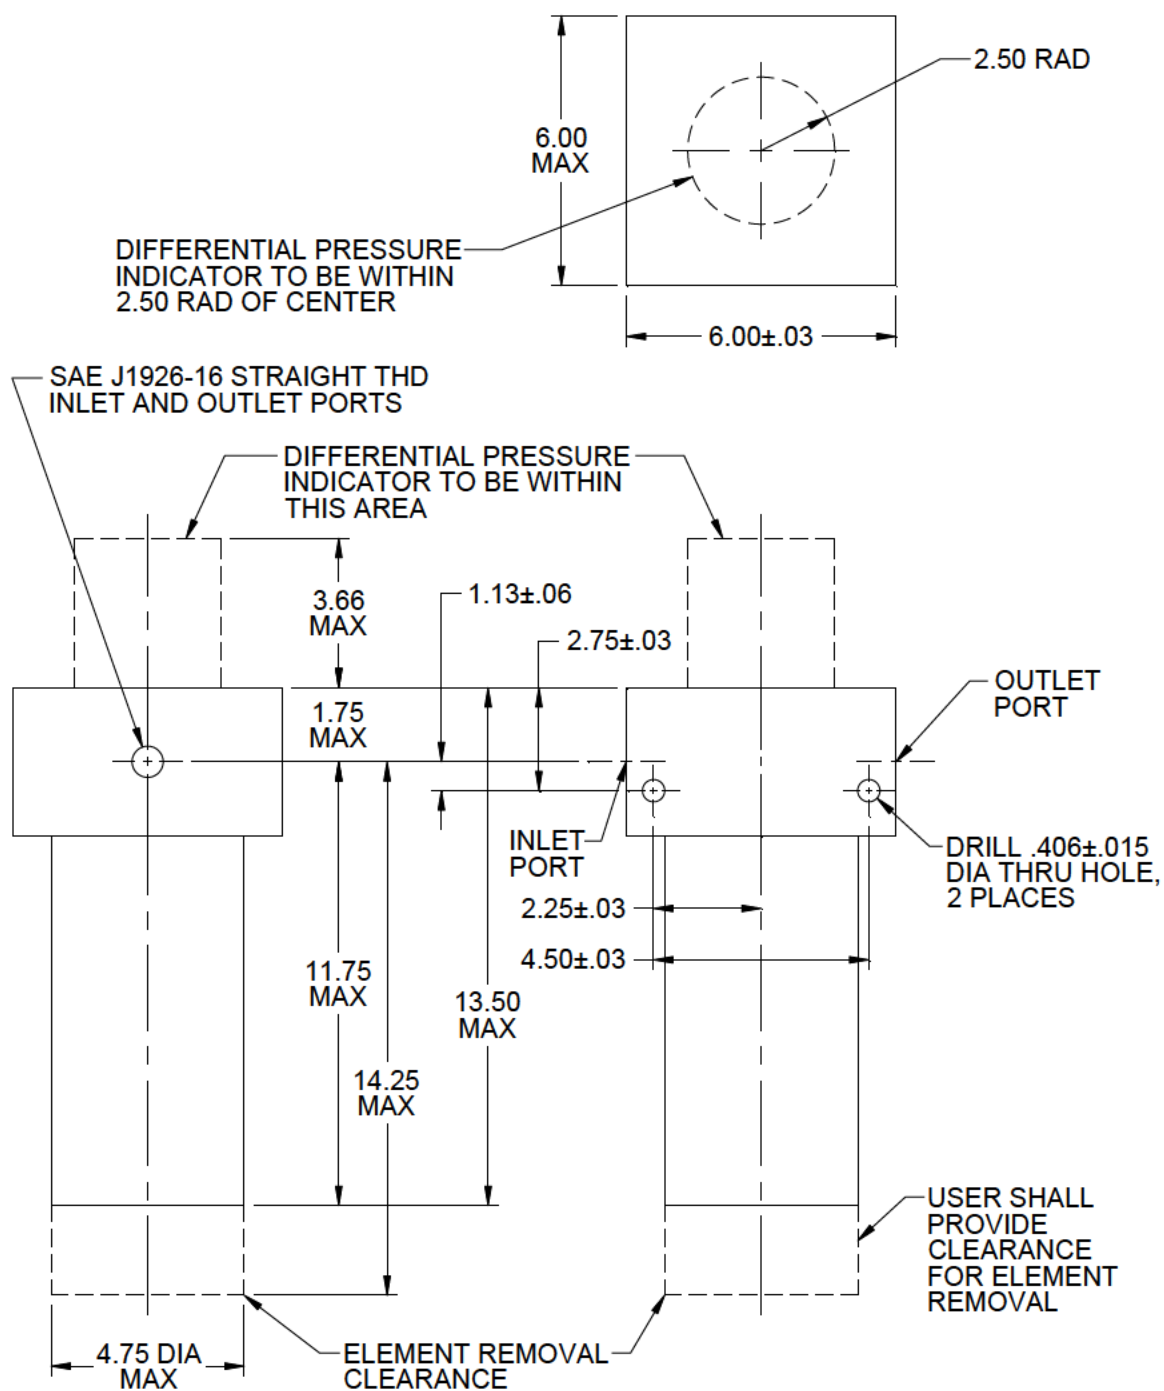 2.50 RAD
6.00
MAX
DIFFERENTIAL PRESSURE
INDICATOR TO BE WITHIN
2.50 RAD OF CENTER
6.00±.03
SAE J1926-16 STRAIGHT THD
INLET AND OUTLET PORTS
DIFFERENTIAL PRESSURE
INDICATOR TO BE WITHIN
THIS AREA
3.66
MAX
1.13±.06
2.75±.03
1.75
MAX
OUTLET
PORT
INLET
PORT
DRILL .406±.015
DIA THRU HOLE,
2 PLACES
2.25±.03
4.50±.03
11.75
MAX
13.50
MAX
14.25
MAX
USER SHALL
PROVIDE
CLEARANCE
FOR ELEMENT
REMOVAL
4.75 DIA
MAX
ELEMENT REMOVAL
CLEARANCE